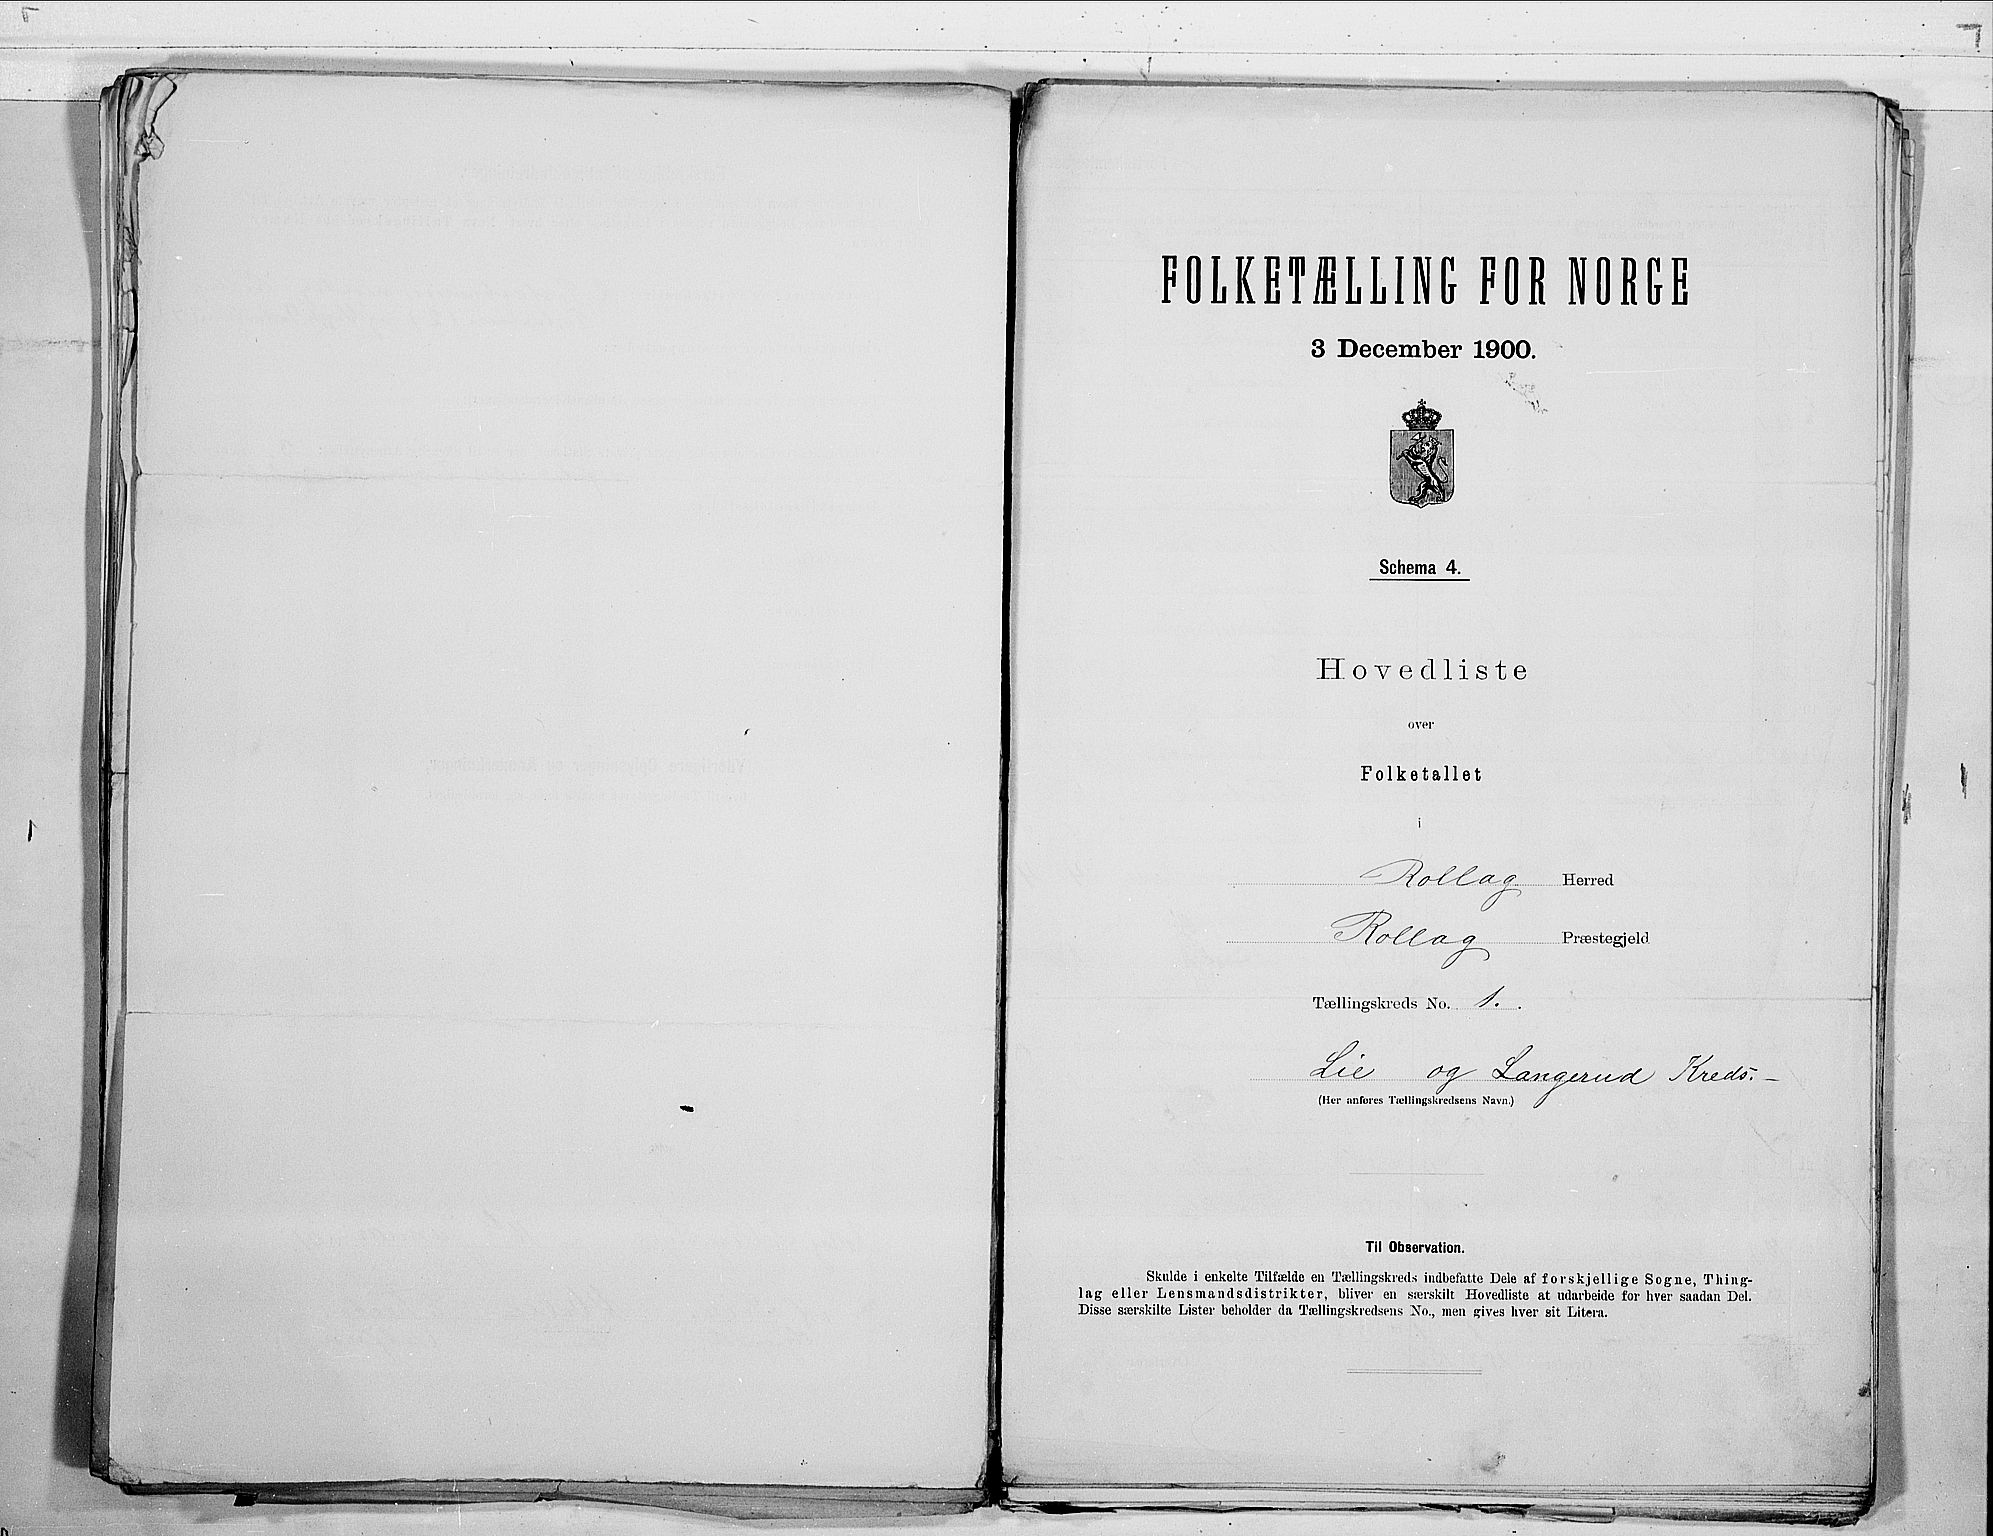 FOLKETÆLLING FOR NORGE
3 December 1900.
Schema 4.
Hovedliste
over
Folketallet
i
Rollag Herred
Rollag Præstegjeld
Tællingskreds No. 1.
Lie og Langerud Kreds.-
(Her anføres Tællingskredsens Navn.)
Til Observation.
Skulde i enkelte Tilfælde en Tællingskreds indbefatte Dele af forskjellige Sogne, Thing-
lag eller Lensmandsdistrikter, bliver en særskilt Hovedliste at udarbeide for hver saadan Del.
Disse særskilte Lister beholder da Tællingskredsens No., men gives hver sit Litera.